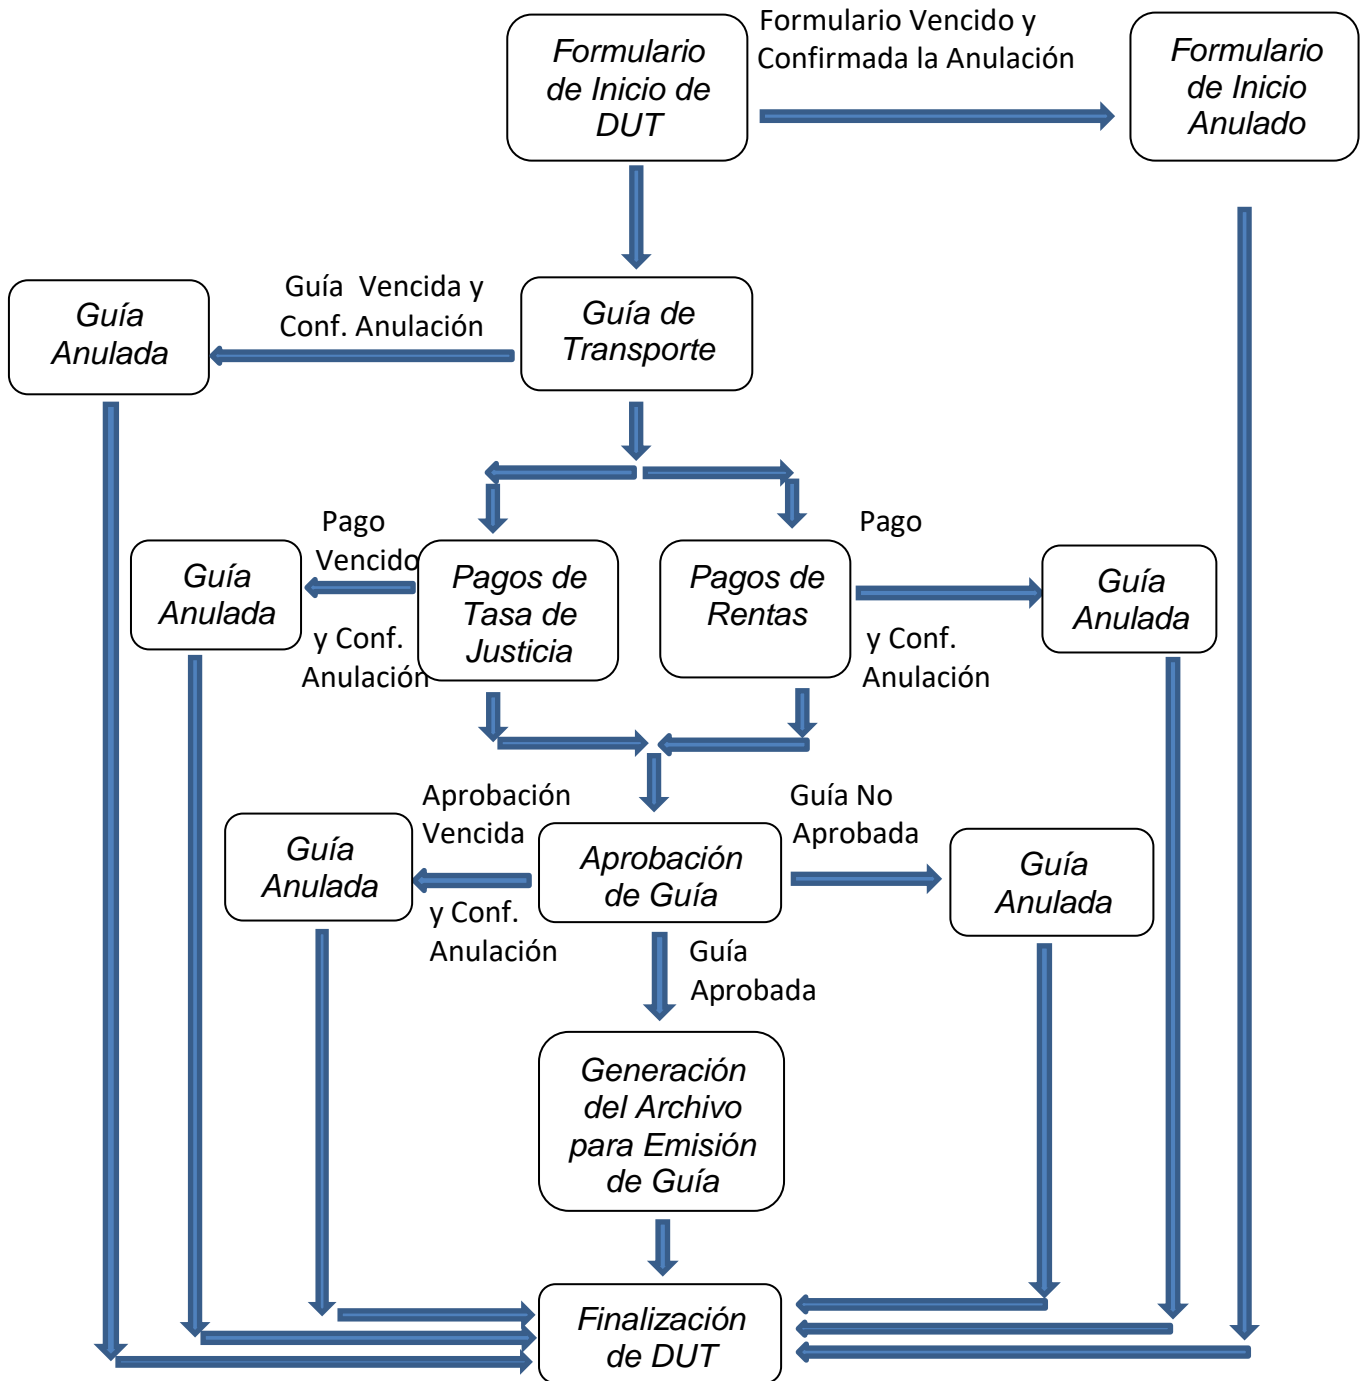 Formulario
de Inicio de
DUT
Formulario Vencido y
Confirmada la Anulación
Formulario
de Inicio
Anulado
Guía
Anulada
Guía Vencida y
Conf. Anulación
Guía de
Transporte
Guía
Anulada
Pago
Vencido
y Conf.
Anulación
Pagos de
Tasa de
Justicia
Pagos de
Rentas
Pago
y Conf.
Anulación
Guía
Anulada
Guía
Anulada
Aprobación
Vencida
y Conf.
Anulación
Aprobación
de Guía
Guía No
Aprobada
Guía
Anulada
Guía
Aprobada
Generación
del Archivo
para Emisión
de Guía
Finalización
de DUT